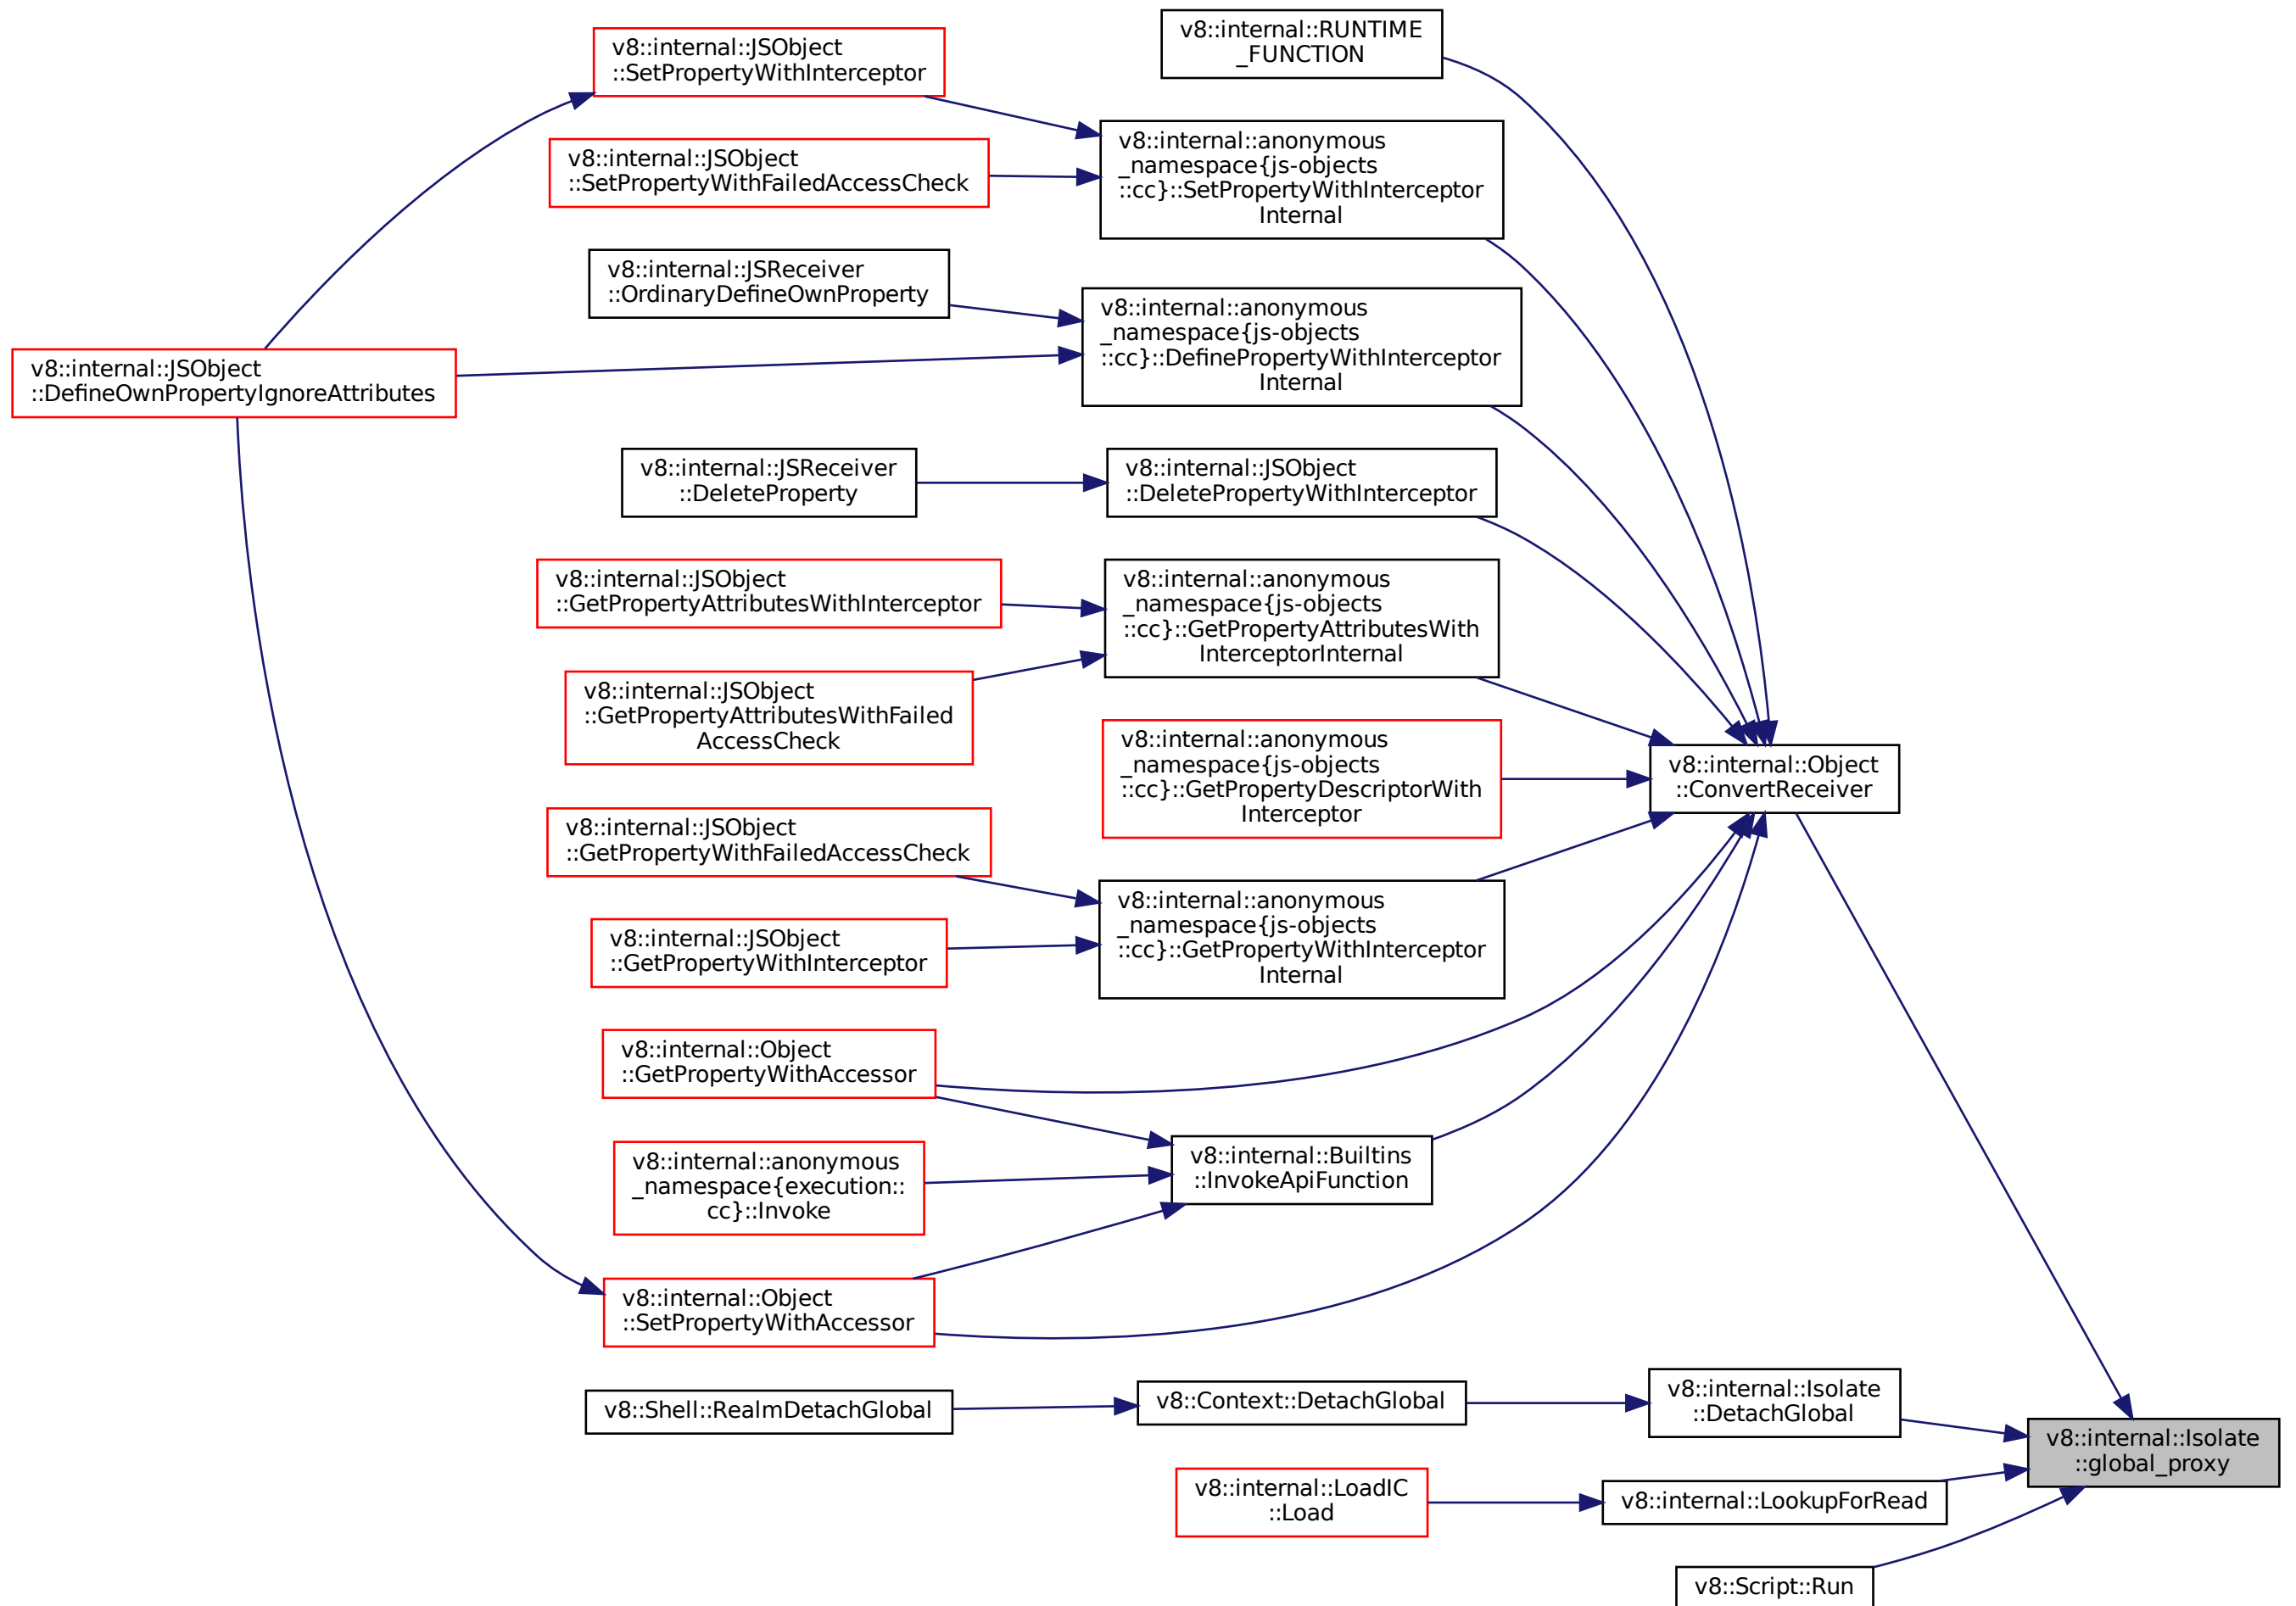 v8::internal::RUNTIME
_FUNCTION
v8::internal::JSObject
::SetPropertyWithInterceptor
v8::internal::anonymous
_namespace{js-objects
::cc}::SetPropertyWithInterceptor
Internal
v8::internal::JSObject
::SetPropertyWithFailedAccessCheck
v8::internal::JSReceiver
::OrdinaryDefineOwnProperty
v8::internal::anonymous
_namespace{js-objects
::cc}::DefinePropertyWithInterceptor
Internal
v8::internal::JSObject
::DefineOwnPropertyIgnoreAttributes
v8::internal::JSReceiver
::DeleteProperty
v8::internal::JSObject
::DeletePropertyWithInterceptor
v8::internal::JSObject
::GetPropertyAttributesWithInterceptor
v8::internal::anonymous
_namespace{js-objects
::cc}::GetPropertyAttributesWith
InterceptorInternal
v8::internal::JSObject
::GetPropertyAttributesWithFailed
AccessCheck
v8::internal::anonymous
_namespace{js-objects
::cc}::GetPropertyDescriptorWith
Interceptor
v8::internal::Object
::ConvertReceiver
v8::internal::JSObject
::GetPropertyWithFailedAccessCheck
v8::internal::anonymous
_namespace{js-objects
::cc}::GetPropertyWithInterceptor
Internal
v8::internal::JSObject
::GetPropertyWithInterceptor
v8::internal::Object
::GetPropertyWithAccessor
v8::internal::anonymous
_namespace{execution::
cc}::Invoke
v8::internal::Builtins
::InvokeApiFunction
v8::internal::Object
::SetPropertyWithAccessor
v8::Shell::RealmDetachGlobal
v8::Context::DetachGlobal
v8::internal::Isolate
::DetachGlobal
v8::internal::Isolate
::global_proxy
v8::internal::LoadIC
::Load
v8::internal::LookupForRead
v8::Script::Run